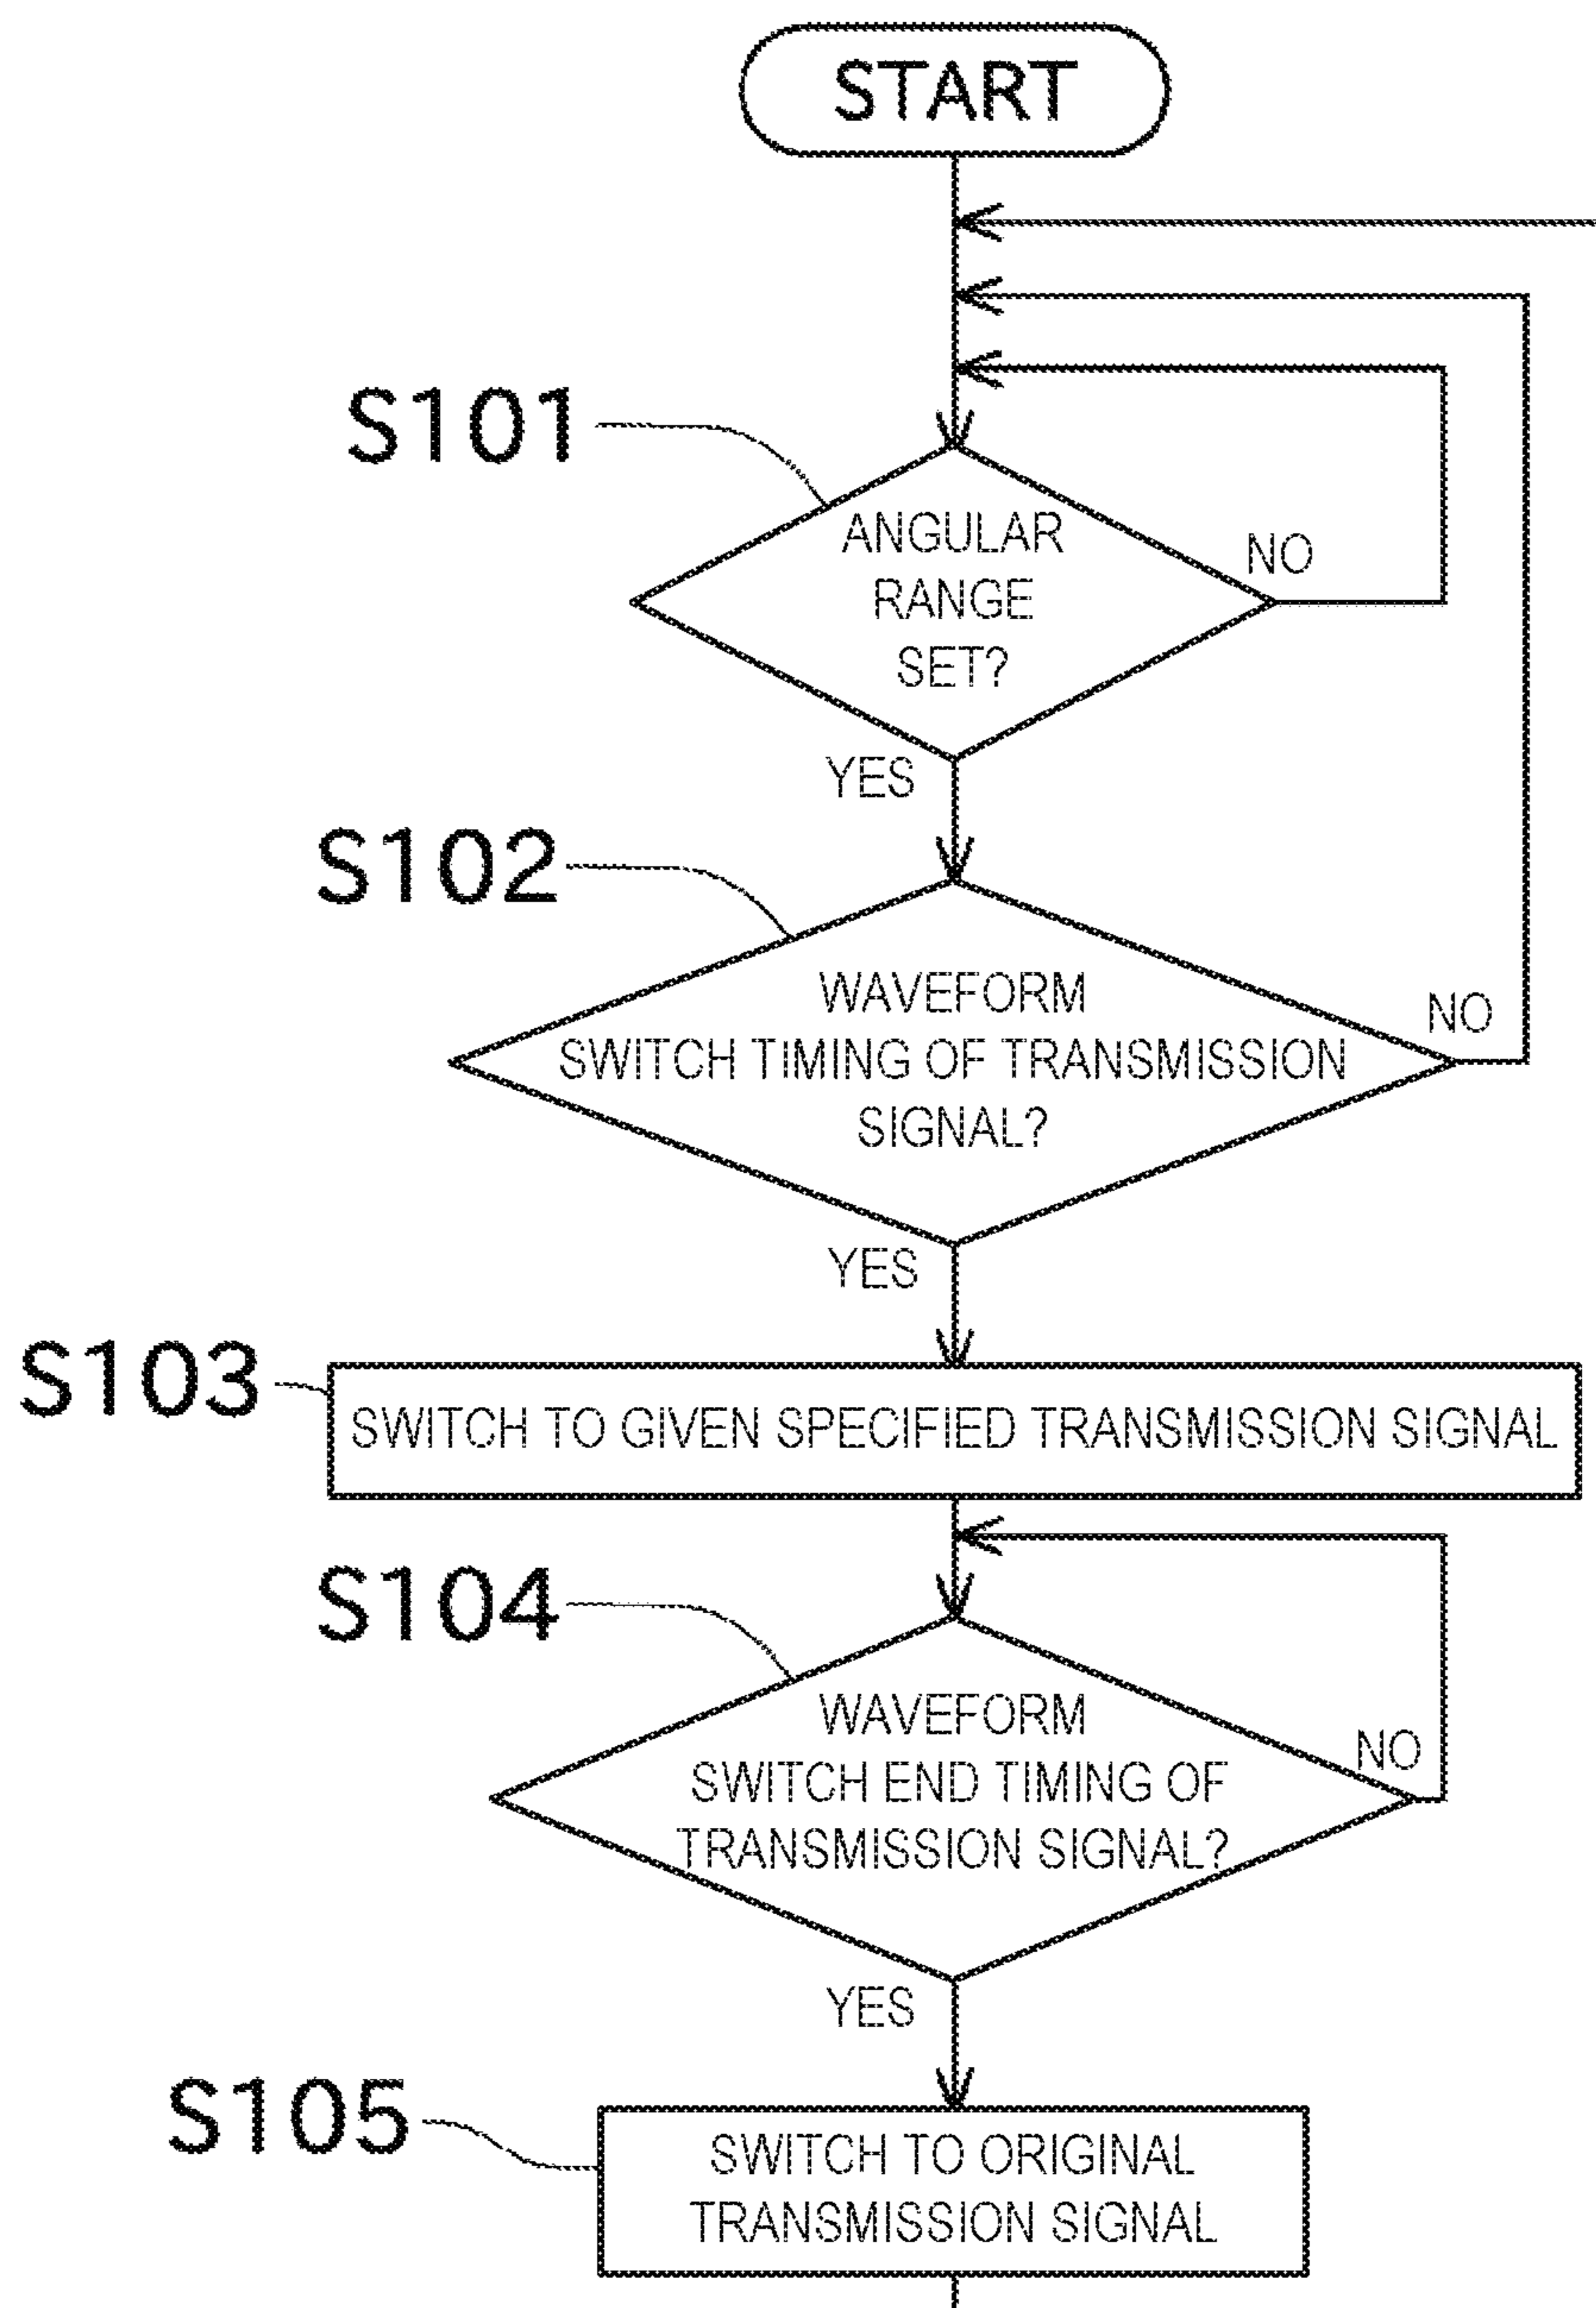 START
S101
ANGULAR
RANGE
SET?
NO
YES
S102
WAVEFORM
SWITCH TIMING OF TRANSMISSION
SIGNAL?
NO
YES
S103
SWITCH TO GIVEN SPECIFIED TRANSMISSION SIGNAL
S104
WAVEFORM
SWITCH END TIMING OF
TRANSMISSION SIGNAL?
NO
YES
S105
SWITCH TO ORIGINAL
TRANSMISSION SIGNAL